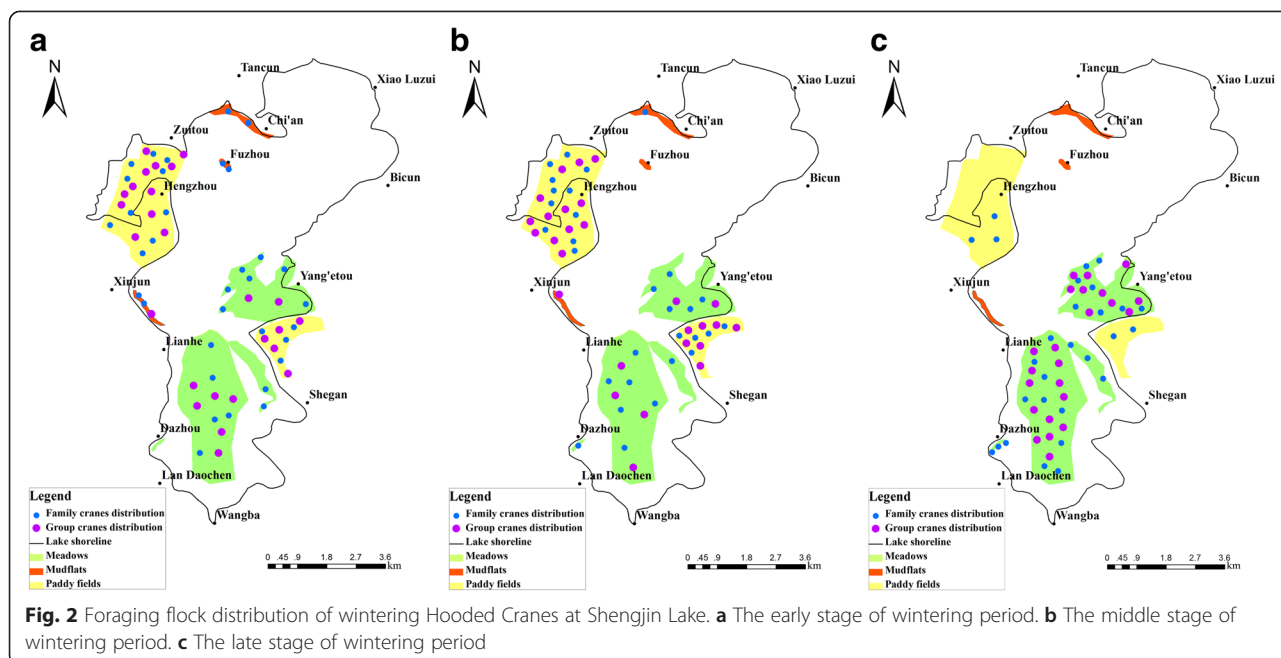 a
N
Tancun
Xiao Luzui
Chi'an
Zuitou
Fuzhou
Hengzhou
Bicun
Yang'etou
Xinjun
Lianhe
Shegan
Dazhou
Lan Daochen
Wangba
Legend
Family cranes distribution
Group cranes distribution
Lake shoreline
Meadows
Mudflats
Paddy fields
0 .45 .9 1.8 2.7 3.6
km
b
N
Tancun
Xiao Luzui
Chi'an
Zuitou
Fuzhou
Hengzhou
Bicun
Yang'etou
Xinjun
Lianhe
Shegan
Dazhou
Lan Daochen
Wangba
Legend
Family cranes distribution
Group cranes distribution
Lake shoreline
Meadows
Mudflats
Paddy fields
0 .45 .9 1.8 2.7 3.6
km
c
N
Tancun
Xiao Luzui
Chi'an
Zuitou
Fuzhou
Hengzhou
Bicun
Yang'etou
Xinjun
Lianhe
Shegan
Dazhou
Lan Daochen
Wangba
Legend
Family cranes distribution
Group cranes distribution
Lake shoreline
Meadows
Mudflats
Paddy fields
0 .45 .9 1.8 2.7 3.6
km
Fig. 2 Foraging flock distribution of wintering Hooded Cranes at Shengjin Lake. a The early stage of wintering period. b The middle stage of
wintering period. c The late stage of wintering period